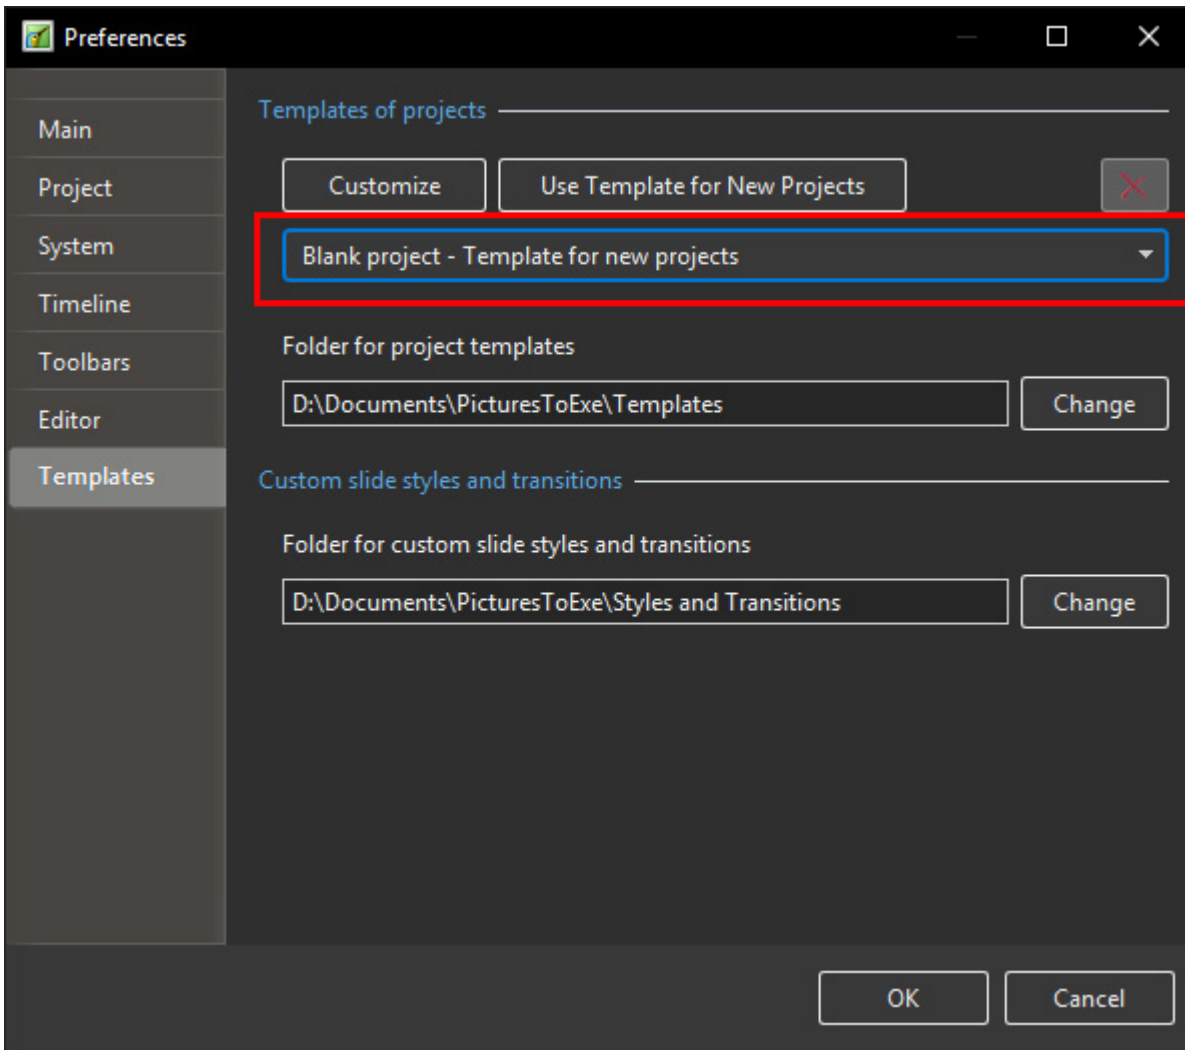 Preferences
Main
Project
System
Timeline
Toolbars
Editor
Templates
Templates of projects
Customize
Use Template for New Projects
Blank project - Template for new projects
Folder for project templates
D:\Documents\PicturesToExe\Templates
Change
Custom slide styles and transitions
Folder for custom slide styles and transitions
D:\Documents\PicturesToExe\Styles and Transitions
Change
OK
Cancel